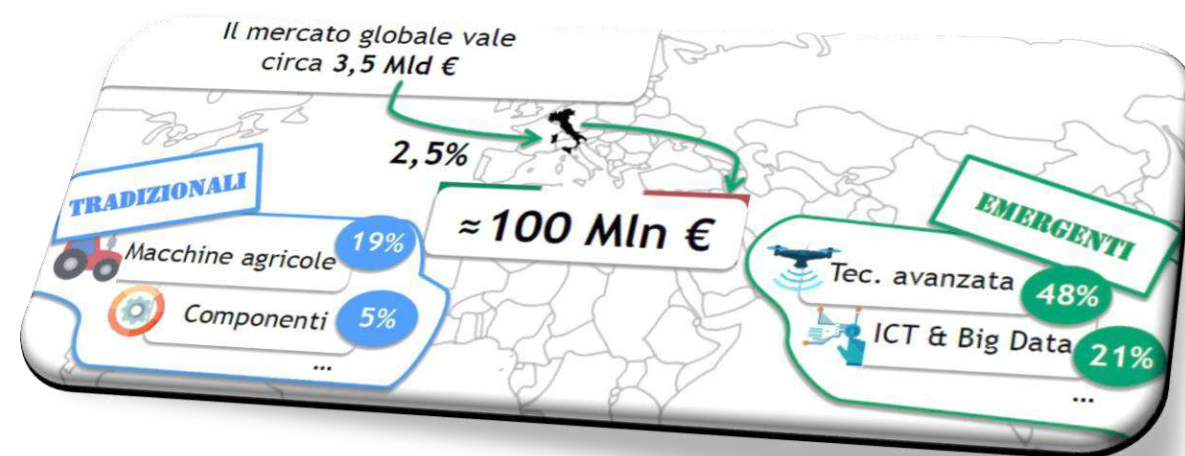 Il mercato globale vale
circa 3,5 Mld €
2,5%
≈100 Mln €
TRADIZIONALI
Macchine agricole
19%
Componenti
5%
...
EMERGENTI
Tec. avanzata
48%
ICT & Big Data
21%
...